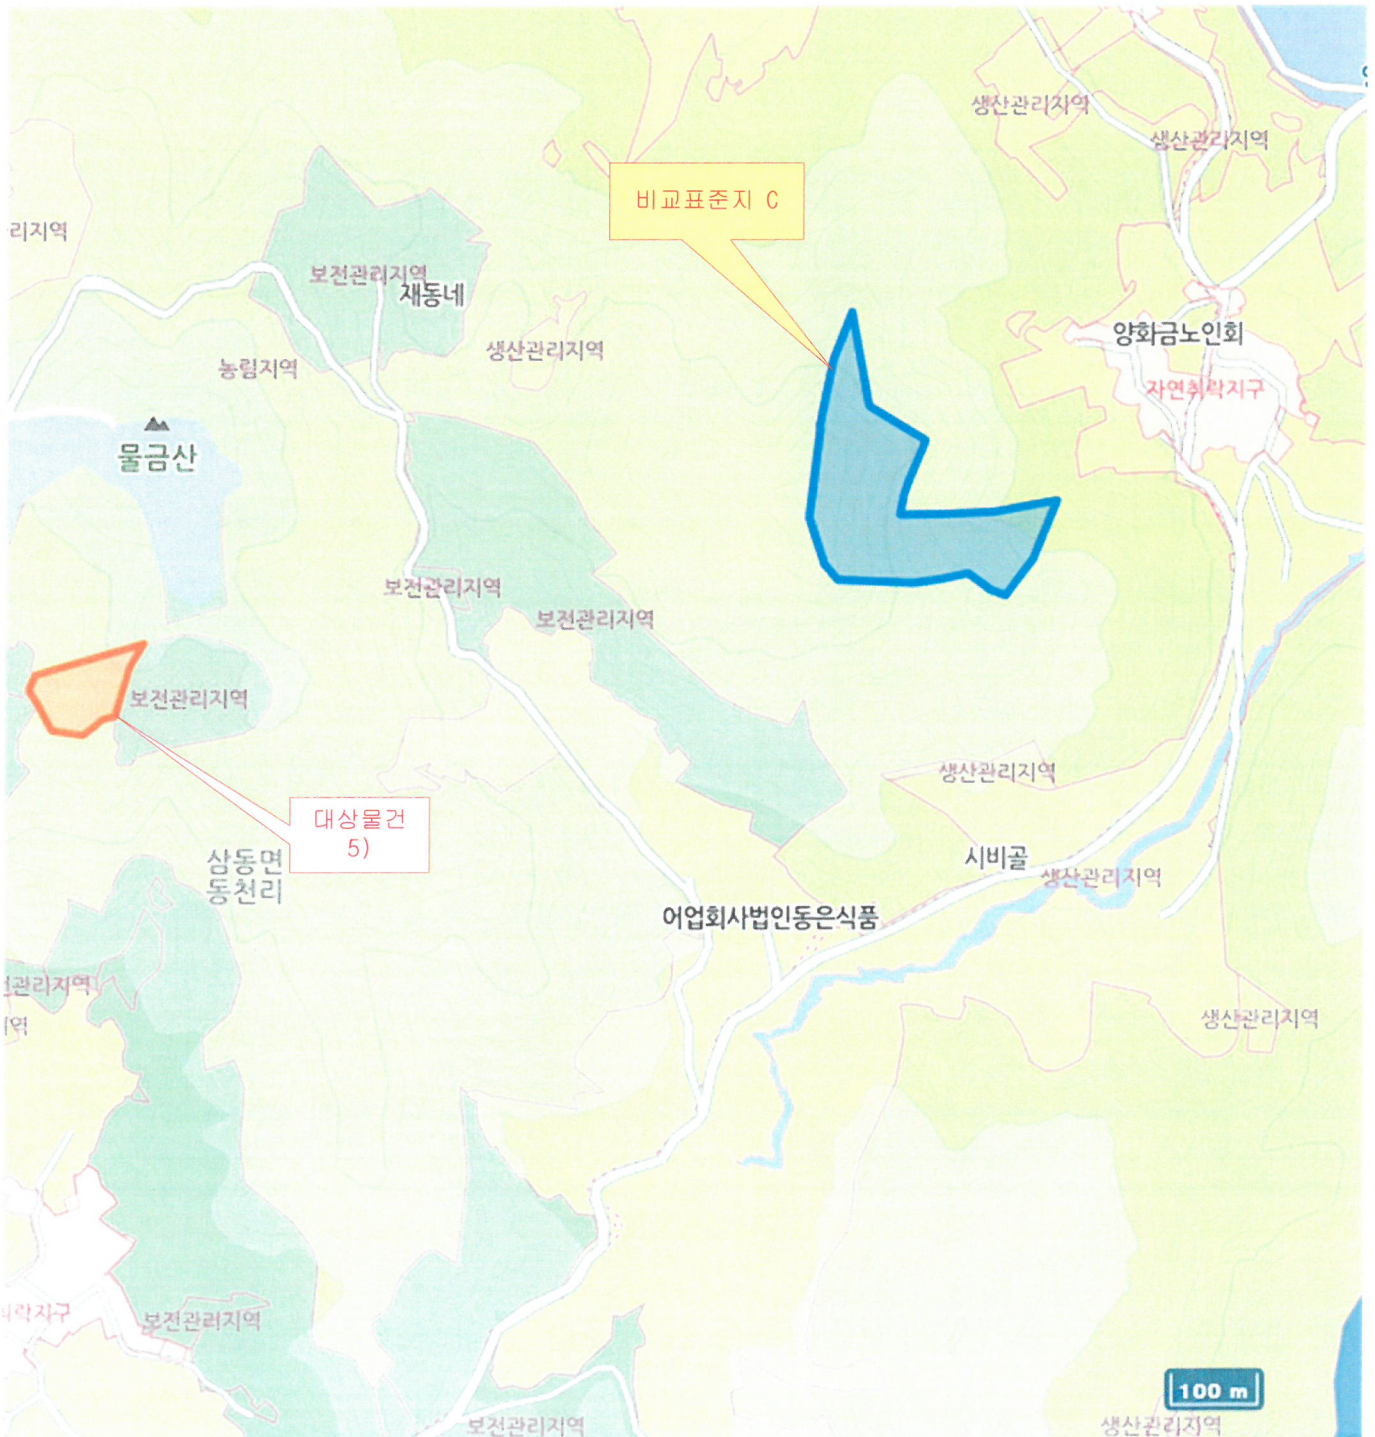 생산관리지역
생산관리지역
비교표준지 C
리지역
보전관리지역
재동네
양화금노인회
생산관리지역
농림지역
자연취락지구
물금산
보전관리지역
보전관리지역
보전관리지역
생산관리지역
대상물건
5)
삼동면
동천리
시비골
생산관리지역
어업회사법인동은식품
전관리지역
역
생산관리지역
락지구
보전관리지역
100 m
보전관리지역
생산관리지역